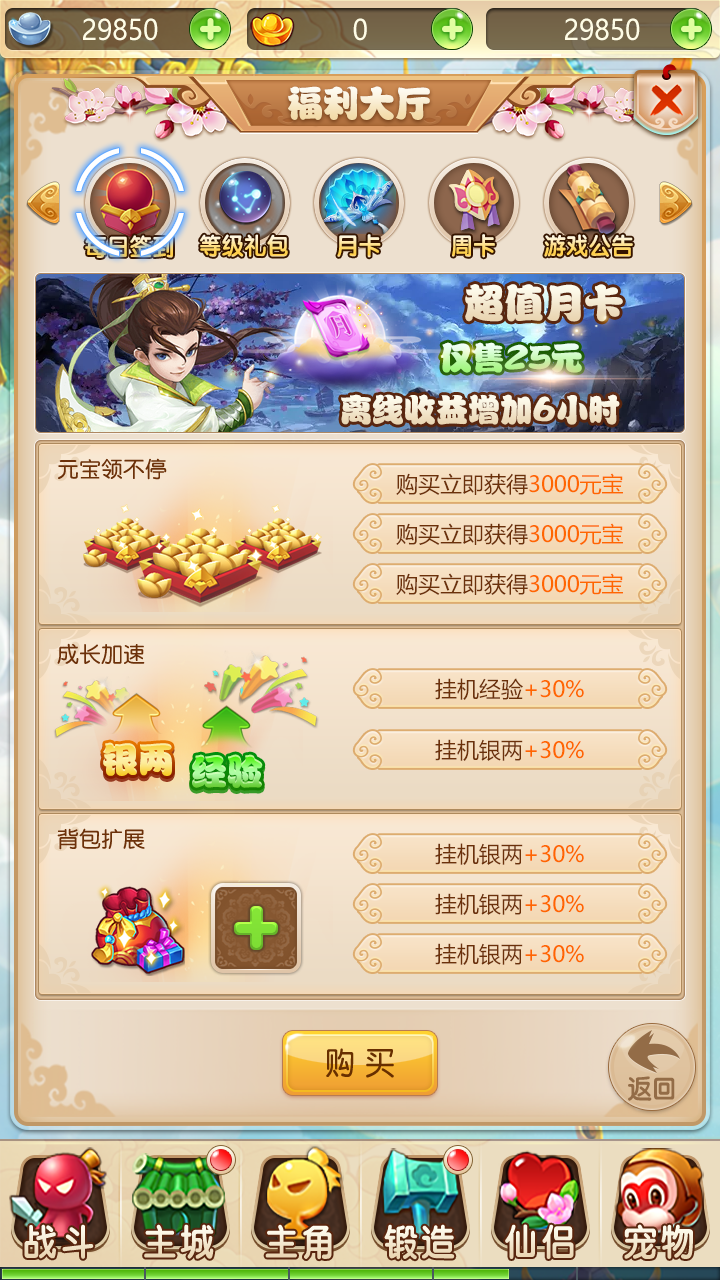 29850
0
29850
福利大厅
每日签到
等级礼包
月卡
周卡
游戏公告
月
超值月卡
仅售25元
离线收益增加6小时
元宝领不停
购买立即获得3000元宝
购买立即获得3000元宝
购买立即获得3000元宝
成长加速
银两
经验
挂机经验+30%
挂机银两+30%
背包扩展
挂机银两+30%
挂机银两+30%
挂机银两+30%
购买
返回
战斗
主城
主角
锻造
仙侣
宠物